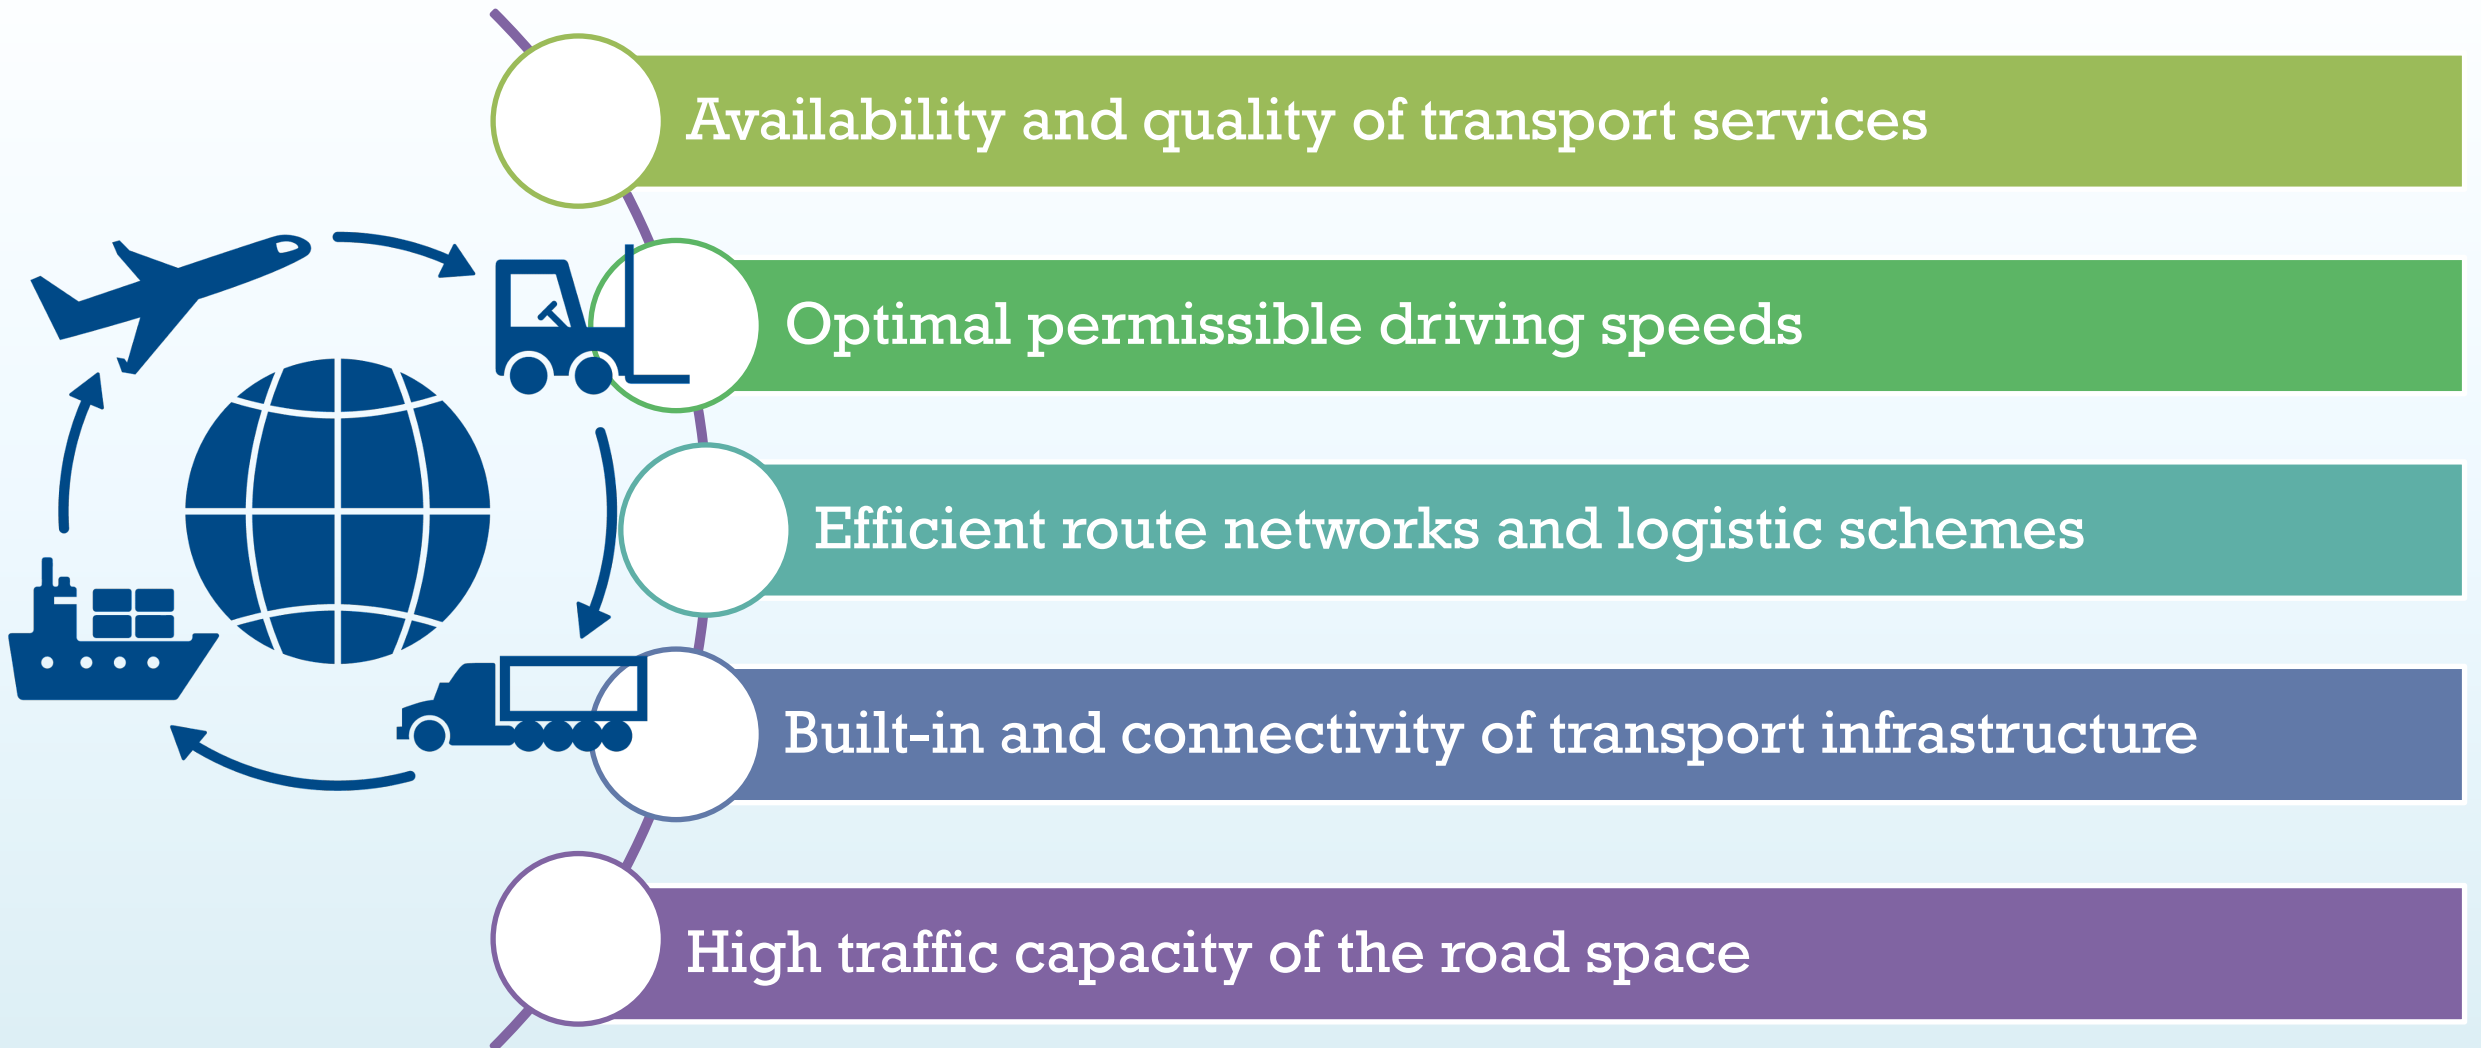 Availability and quality of transport services
Optimal permissible driving speeds
Efficient route networks and logistic schemes
Built-in and connectivity of transport infrastructure
High traffic capacity of the road space